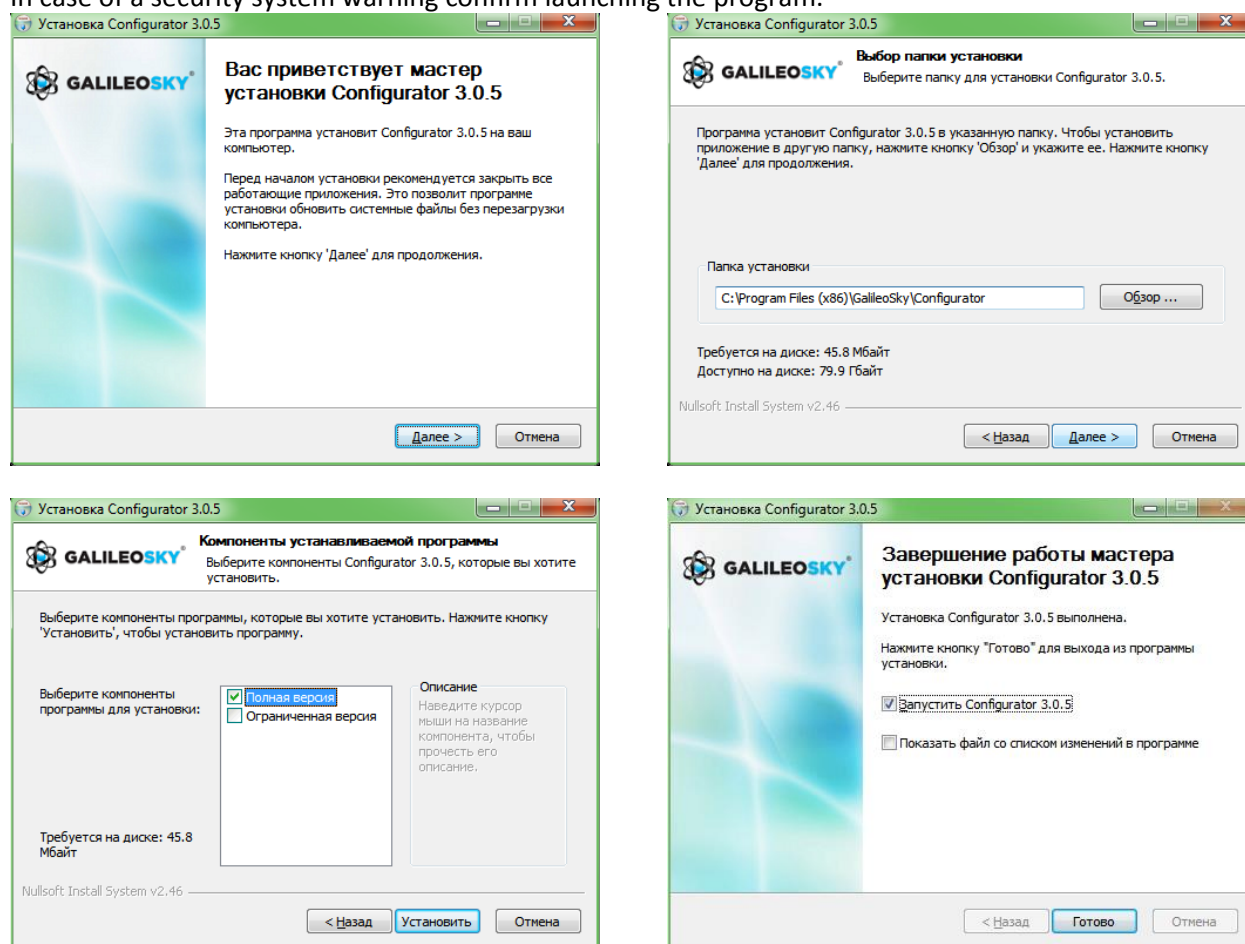 in case of a security system warning confirm launching the program.
Установка Configurator 3.0.5
GALILEOSKY
Вас приветствует мастер
установки Configurator 3.0.5
Эта программа установит Configurator 3.0.5 на ваш
компьютер.
Перед началом установки рекомендуется закрыть все
работающие приложения. Это позволит программе
установки обновить системные файлы без перезагрузки
компьютера.
Нажмите кнопку 'Далее' для продолжения.
Далее >
Отмена
Установка Configurator 3.0.5
GALILEOSKY
Выбор папки установки
Выберите папку для установки Configurator 3.0.5.
Программа установит Configurator 3.0.5 в указанную папку. Чтобы установить
приложение в другую папку, нажмите кнопку 'Обзор' и укажите ее. Нажмите кнопку
'Далее' для продолжения.
Папка установки
C:\Program Files (x86)\GalileoSky\Configurator
Обзор ...
Требуется на диске: 45.8 Мбайт
Доступно на диске: 79.9 Гбайт
Nullsoft Install System v2.46
< Назад
Далее >
Отмена
Установка Configurator 3.0.5
GALILEOSKY
Компоненты устанавливаемой программы
Выберите компоненты Configurator 3.0.5, которые вы хотите
установить.
Выберите компоненты программы, которые вы хотите установить. Нажмите кнопку
'Установить', чтобы установить программу.
Выберите компоненты
программы для установки:
Полная версия
Ограниченная версия
Описание
Наведите курсор
мыши на название
компонента, чтобы
прочесть его
описание.
Требуется на диске: 45.8
Мбайт
Nullsoft Install System v2.46
< Назад
Установить
Отмена
Установка Configurator 3.0.5
GALILEOSKY
Завершение работы мастера
установки Configurator 3.0.5
Установка Configurator 3.0.5 выполнена.
Нажмите кнопку "Готово" для выхода из программы
установки.
Запустить Configurator 3.0.5
Показать файл со списком изменений в программе
< Назад
Готово
Отмена